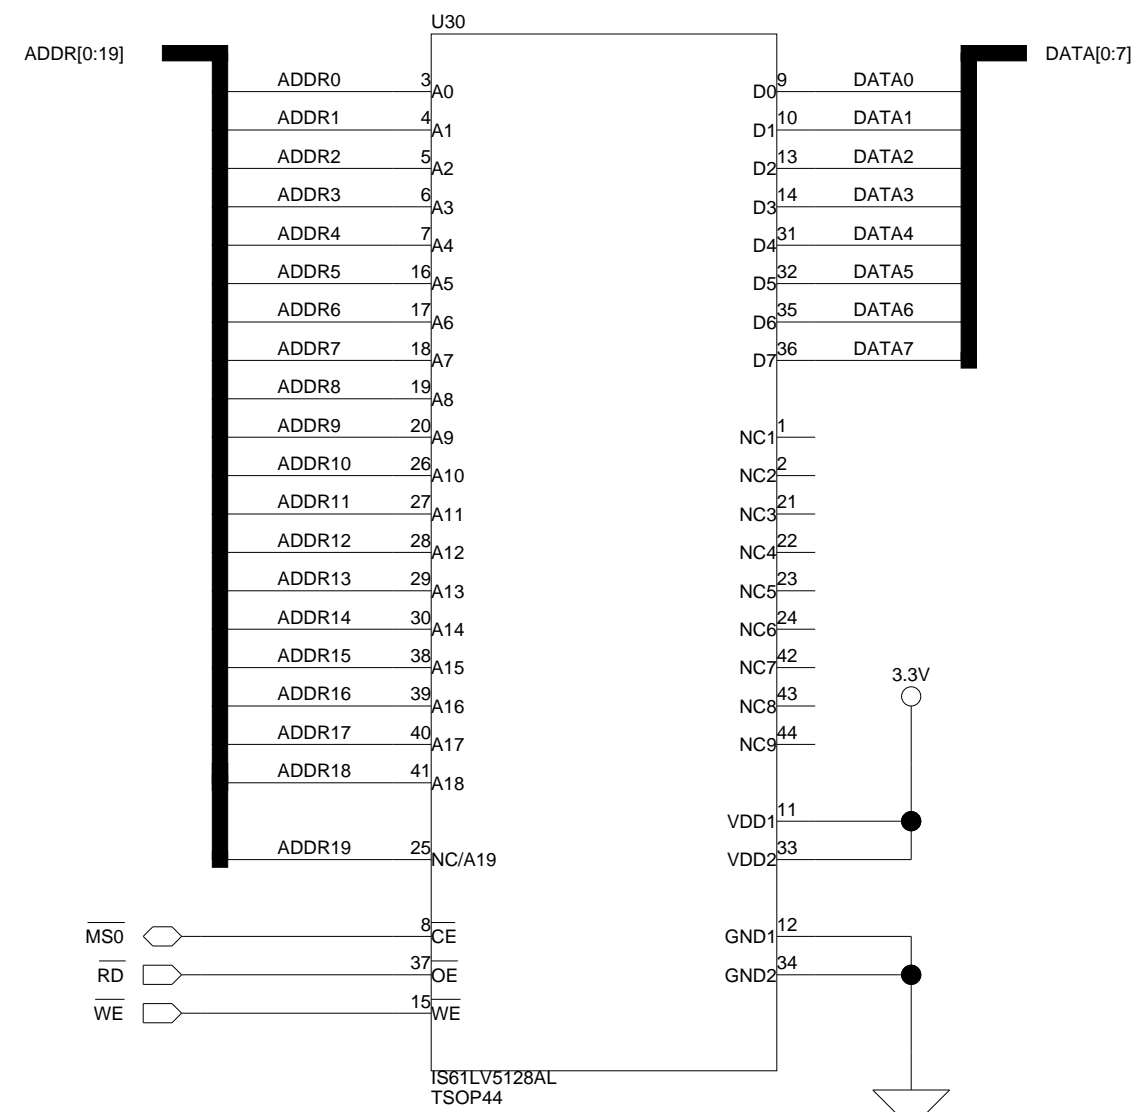 U30
ADDR[0:19]
DATA[0:7]
ADDR0 3 A0 D0 9 DATA0
ADDR1 4 A1 D1 10 DATA1
ADDR2 5 A2 D2 13 DATA2
ADDR3 6 A3 D3 14 DATA3
ADDR4 7 A4 D4 31 DATA4
ADDR5 16 A5 D5 32 DATA5
ADDR6 17 A6 D6 35 DATA6
ADDR7 18 A7 D7 36 DATA7
ADDR8 19 A8
ADDR9 20 A9 NC1 1
ADDR10 26 A10 NC2 2
ADDR11 27 A11 NC3 21
ADDR12 28 A12 NC4 22
ADDR13 29 A13 NC5 23
ADDR14 30 A14 NC6 24
ADDR15 38 A15 NC7 42
ADDR16 39 A16 NC8 43
ADDR17 40 A17 NC9 44
ADDR18 41 A18
3.3V
VDD1 11
ADDR19 25 NC/A19 VDD2 33
MS0 8 CE GND1 12
RD 37 OE GND2 34
WE 15 WE
IS61LV5128AL
TSOP44